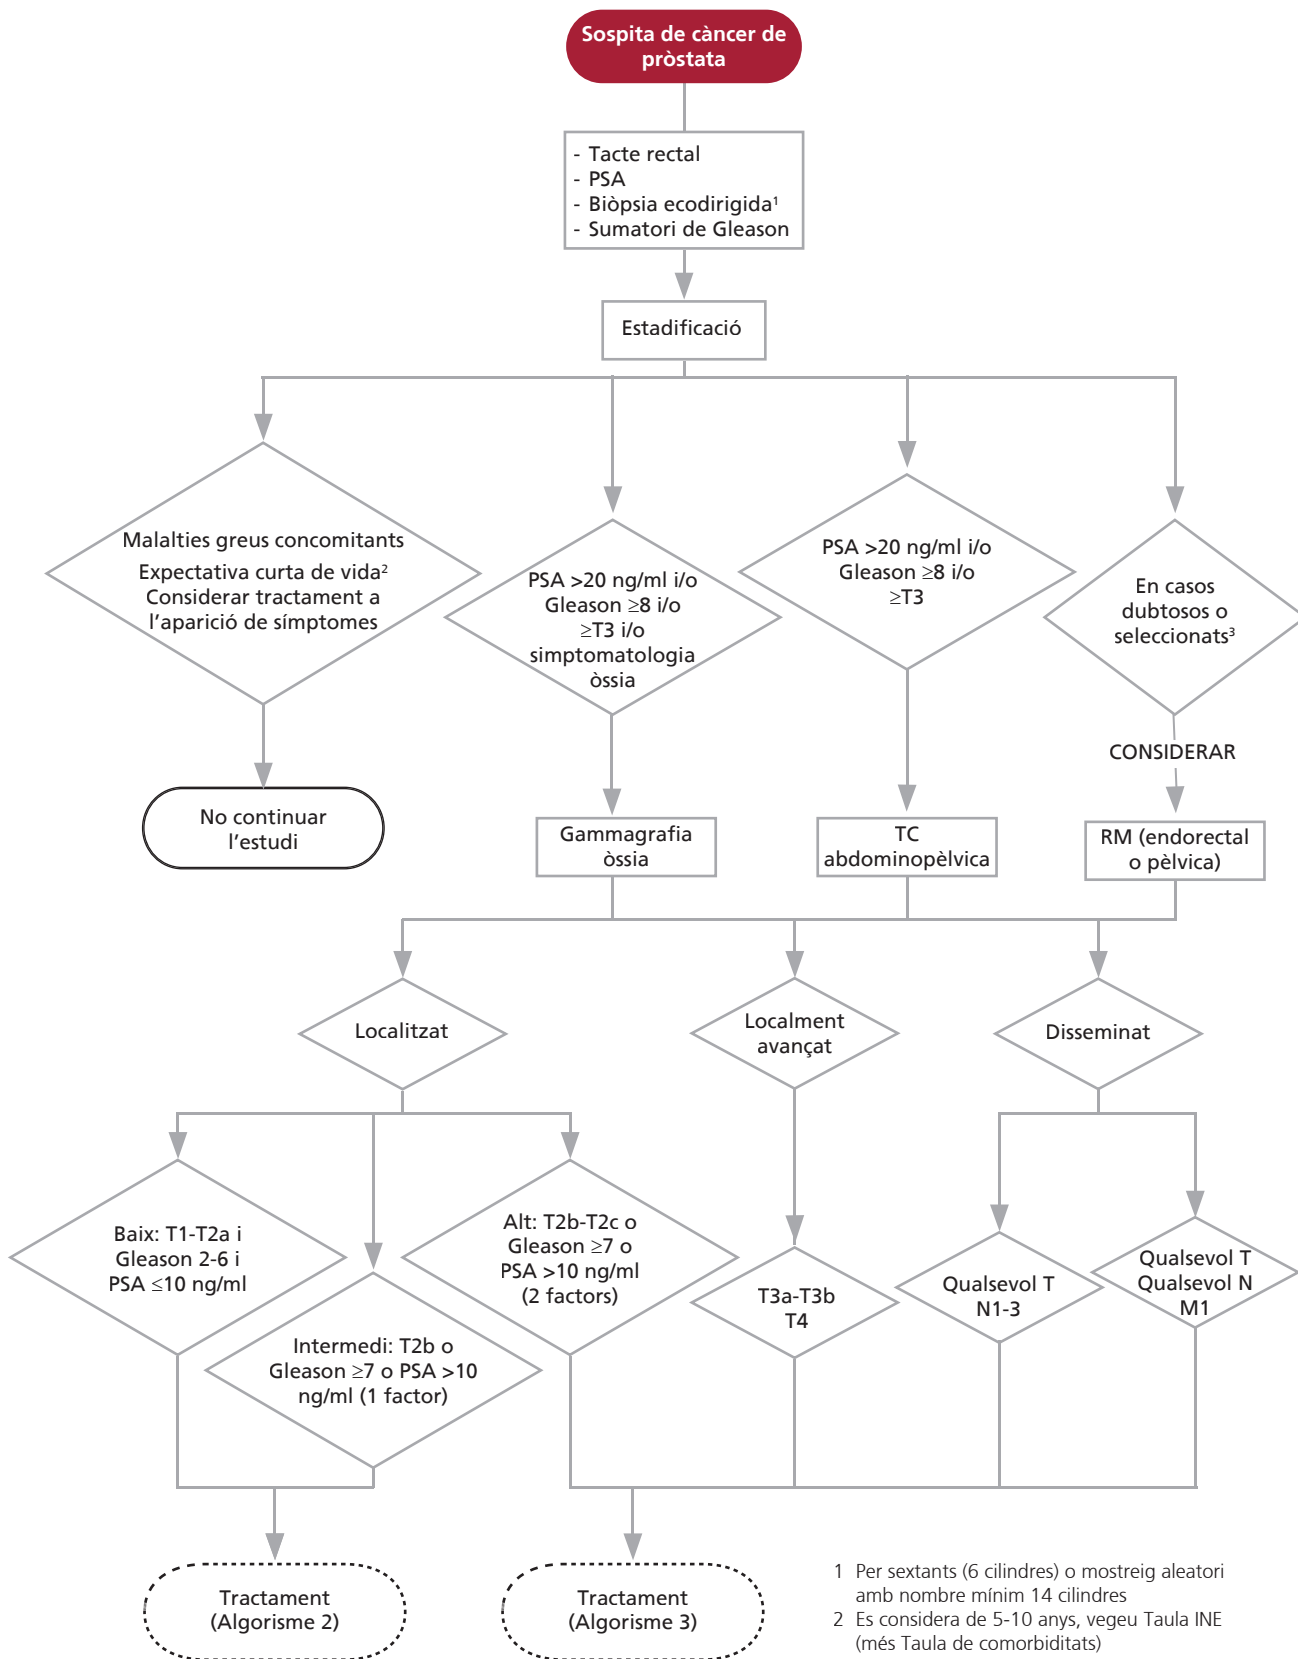 Sospita de càncer de
pròstata
- Tacte rectal
- PSA
- Biòpsia ecodirigida¹
- Sumatori de Gleason
Estadificació
Malalties greus concomitants
Expectativa curta de vida²
Considerar tractament a
l'aparició de símptomes
PSA >20 ng/ml i/o
Gleason ≥8 i/o
≥T3 i/o
simptomatologia
òssia
PSA >20 ng/ml i/o
Gleason ≥8 i/o
≥T3
En casos
dubtosos o
seleccionats³
CONSIDERAR
No continuar
l'estudi
Gammagrafia
òssia
TC
abdominopèlvica
RM (endorectal
o pèlvica)
Localitzat
Localment
avançat
Disseminat
Baix: T1-T2a i
Gleason 2-6 i
PSA ≤10 ng/ml
Intermedi: T2b o
Gleason ≥7 o PSA >10
ng/ml (1 factor)
Alt: T2b-T2c o
Gleason ≥7 o
PSA >10 ng/ml
(2 factors)
T3a-T3b
T4
Qualsevol T
N1-3
Qualsevol T
Qualsevol N
M1
Tractament
(Algorisme 2)
Tractament
(Algorisme 3)
1 Per sextants (6 cilindres) o mostreig aleatori
amb nombre mínim 14 cilindres
2 Es considera de 5-10 anys, vegeu Taula INE
(més Taula de comorbiditats)